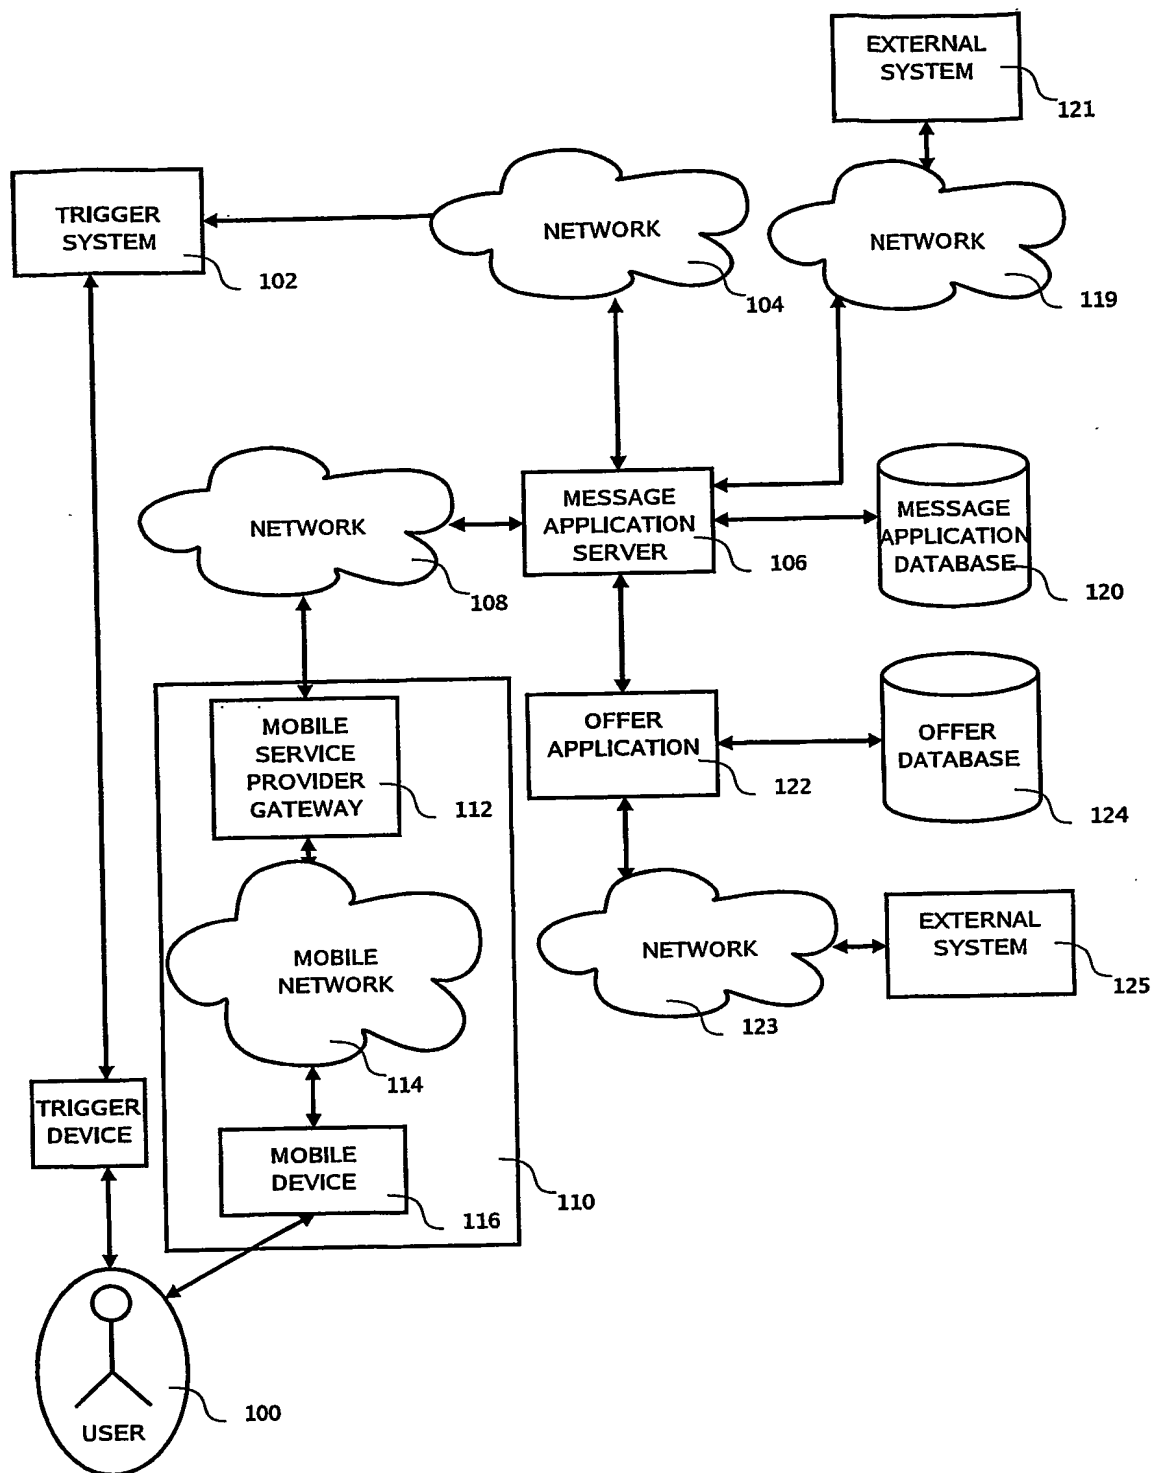 EXTERNAL
SYSTEM
121
TRIGGER
SYSTEM
102
NETWORK
104
NETWORK
119
NETWORK
108
MESSAGE
APPLICATION
SERVER
106
MESSAGE
APPLICATION
DATABASE
120
MOBILE
SERVICE
PROVIDER
GATEWAY
112
OFFER
APPLICATION
122
OFFER
DATABASE
124
MOBILE
NETWORK
114
NETWORK
123
EXTERNAL
SYSTEM
125
TRIGGER
DEVICE
MOBILE
DEVICE
116
110
USER
100